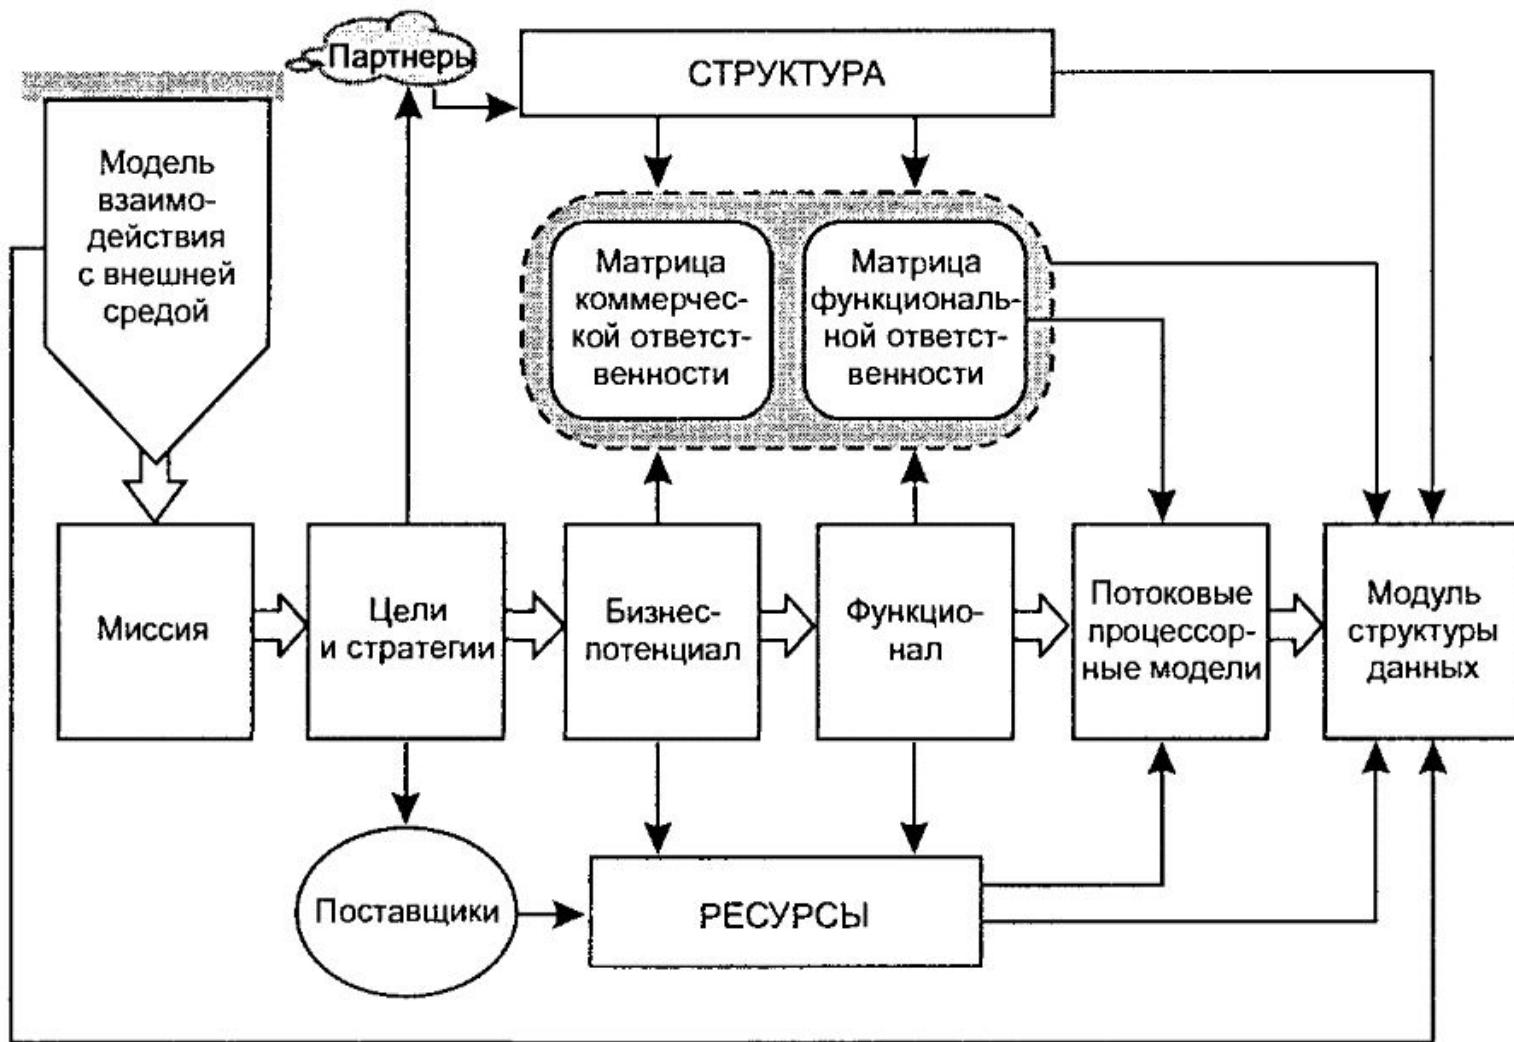 Партнеры
СТРУКТУРА
Модель
взаимо-
действия
с внешней
средой
Матрица
коммерчес-
кой ответст-
венности
Матрица
функциональ-
ной ответст-
венности
Миссия
Цели
и стратегии
Бизнес-
потенциал
Функцио-
нал
Потоковые
процессор-
ные модели
Модуль
структуры
данных
Поставщики
РЕСУРСЫ